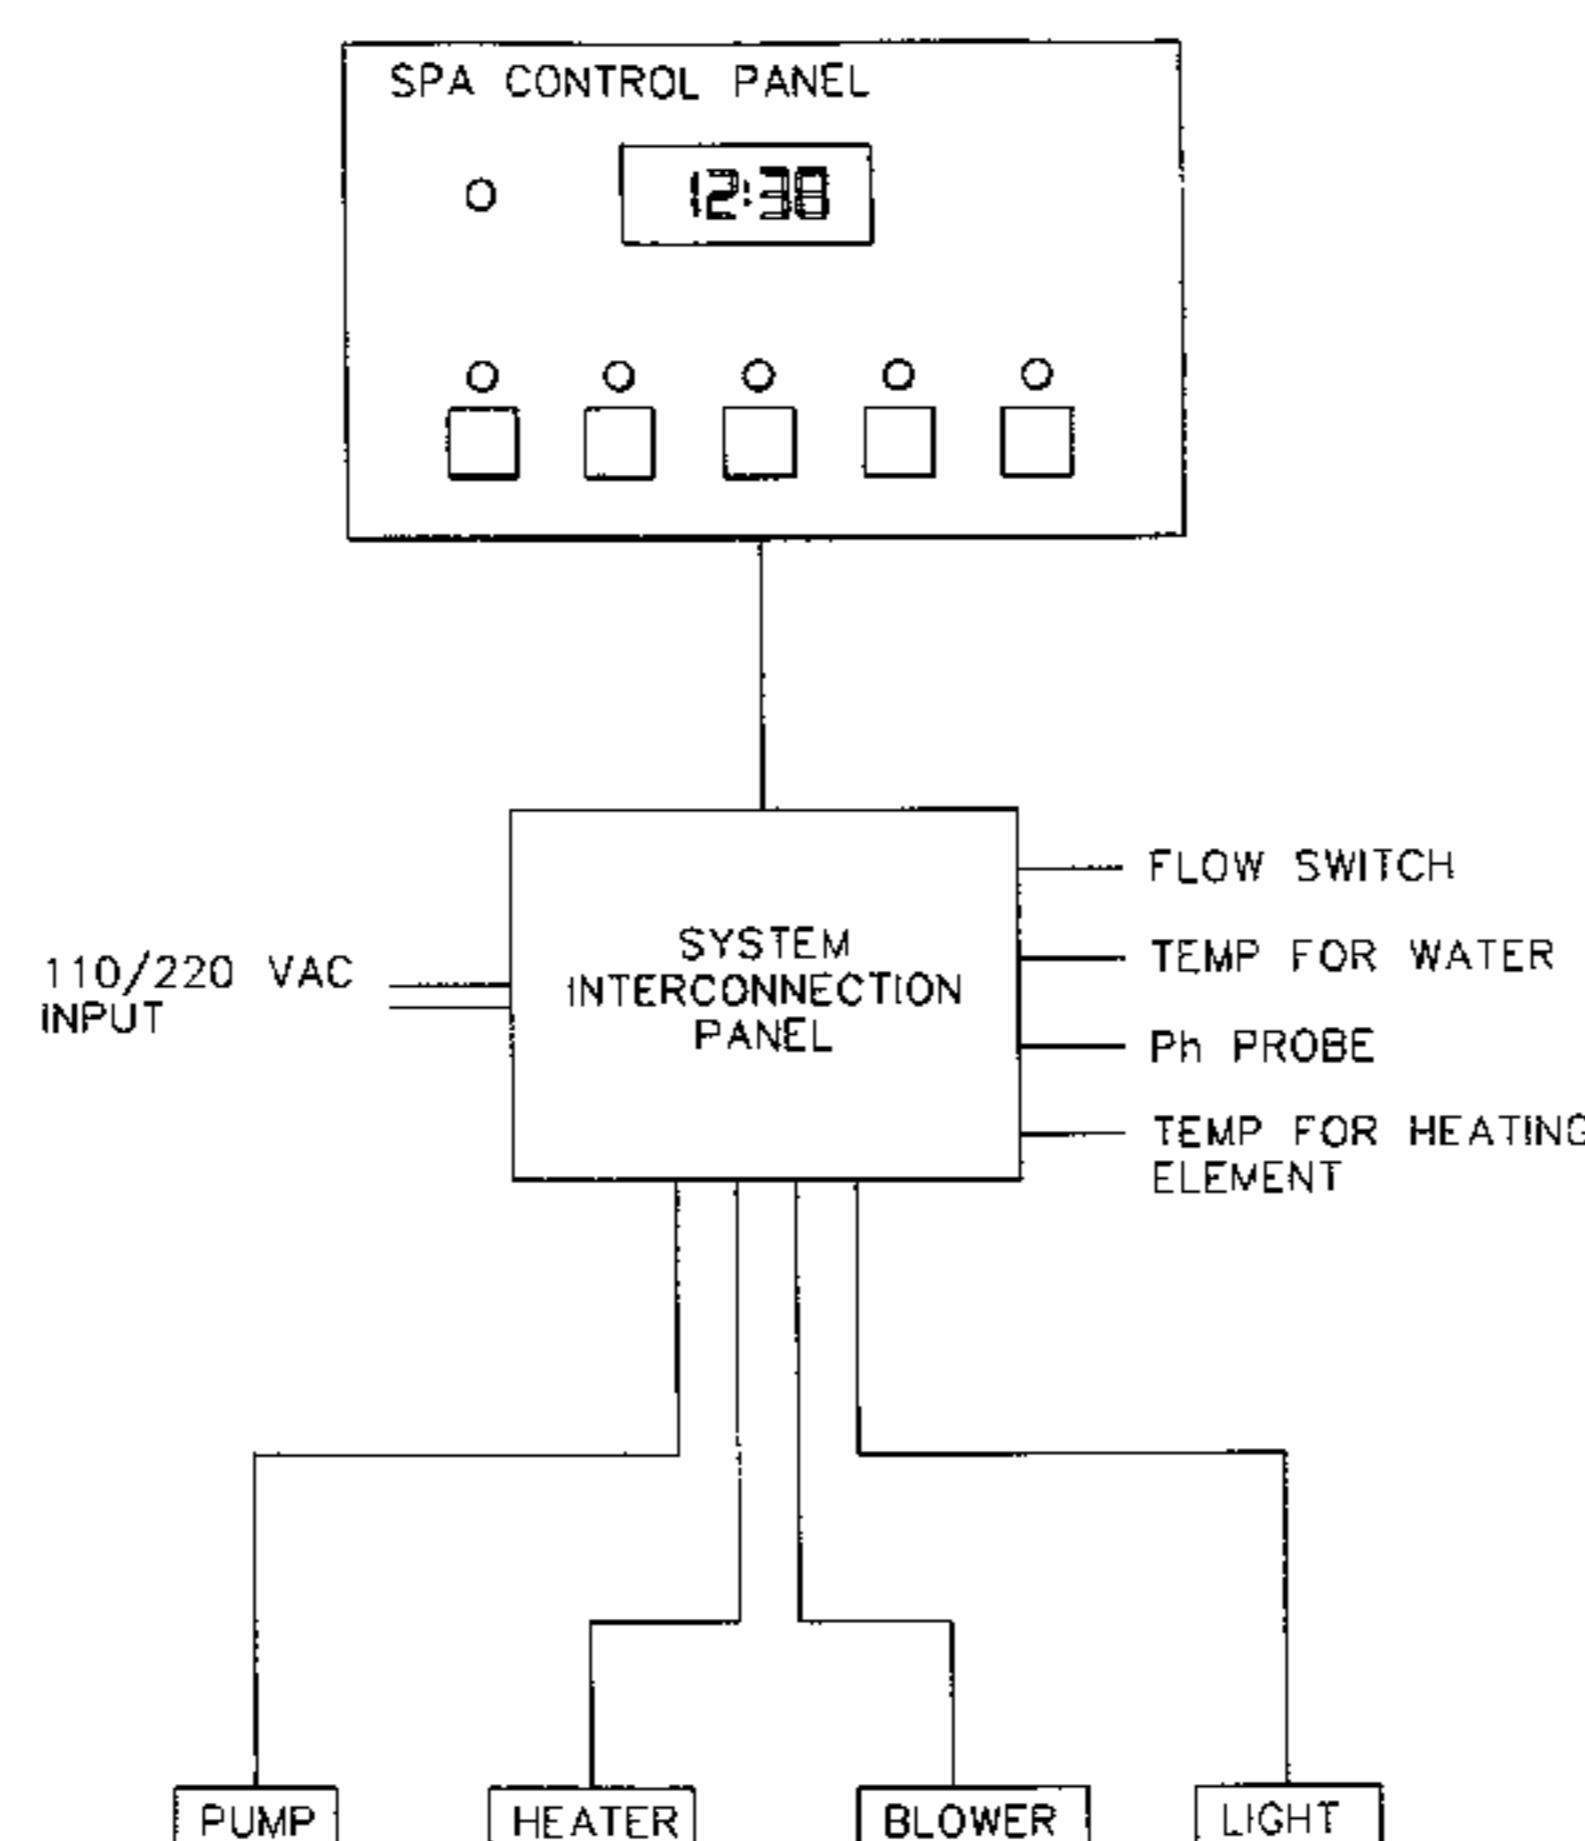 SPA CONTROL PANEL
12:30
FLOW SWITCH
110/220 VAC
INPUT
SYSTEM
INTERCONNECTION
PANEL
TEMP FOR WATER
Ph PROBE
TEMP FOR HEATING
ELEMENT
PUMP
HEATER
BLOWER
LIGHT